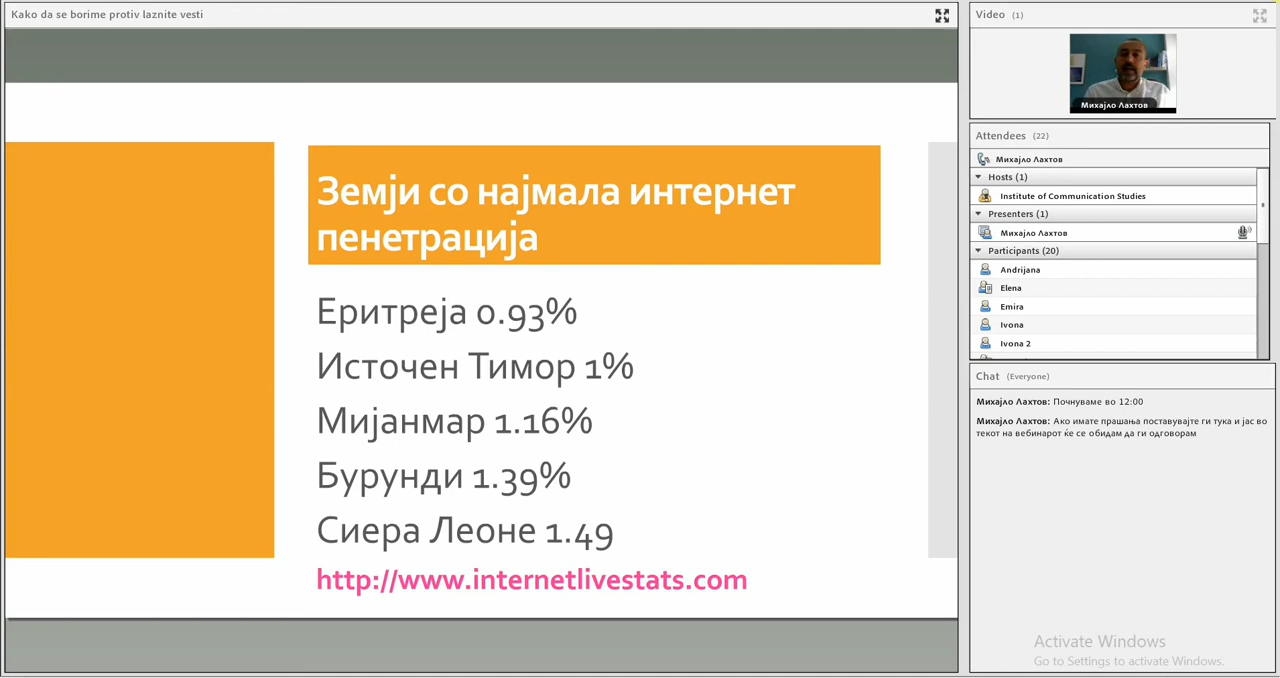 Kako da se borime protiv laznite vesti
Земји со најмала интернет
пенетрација
Еритреја 0.93%
Источен Тимор 1%
Мијанмар 1.16%
Бурунди 1.39%
Сиера Леоне 1.49
http://www.internetlivestats.com
Video (1)
Михајло Лахтов
Attendees (22)
Михајло Лахтов
Hosts (1)
Institute of Communication Studies
Presenters (1)
Михајло Лахтов
Participants (20)
Andrijana
Elena
Emira
Ivona
Ivona 2
Chat (Everyone)
Михајло Лахтов: Почнуваме во 12:00
Михајло Лахтов: Ако имате прашања поставувајте ги тука и јас во
текот на вебинарот ќе се обидам да ги одговорам
Activate Windows
Go to Settings to activate Windows.